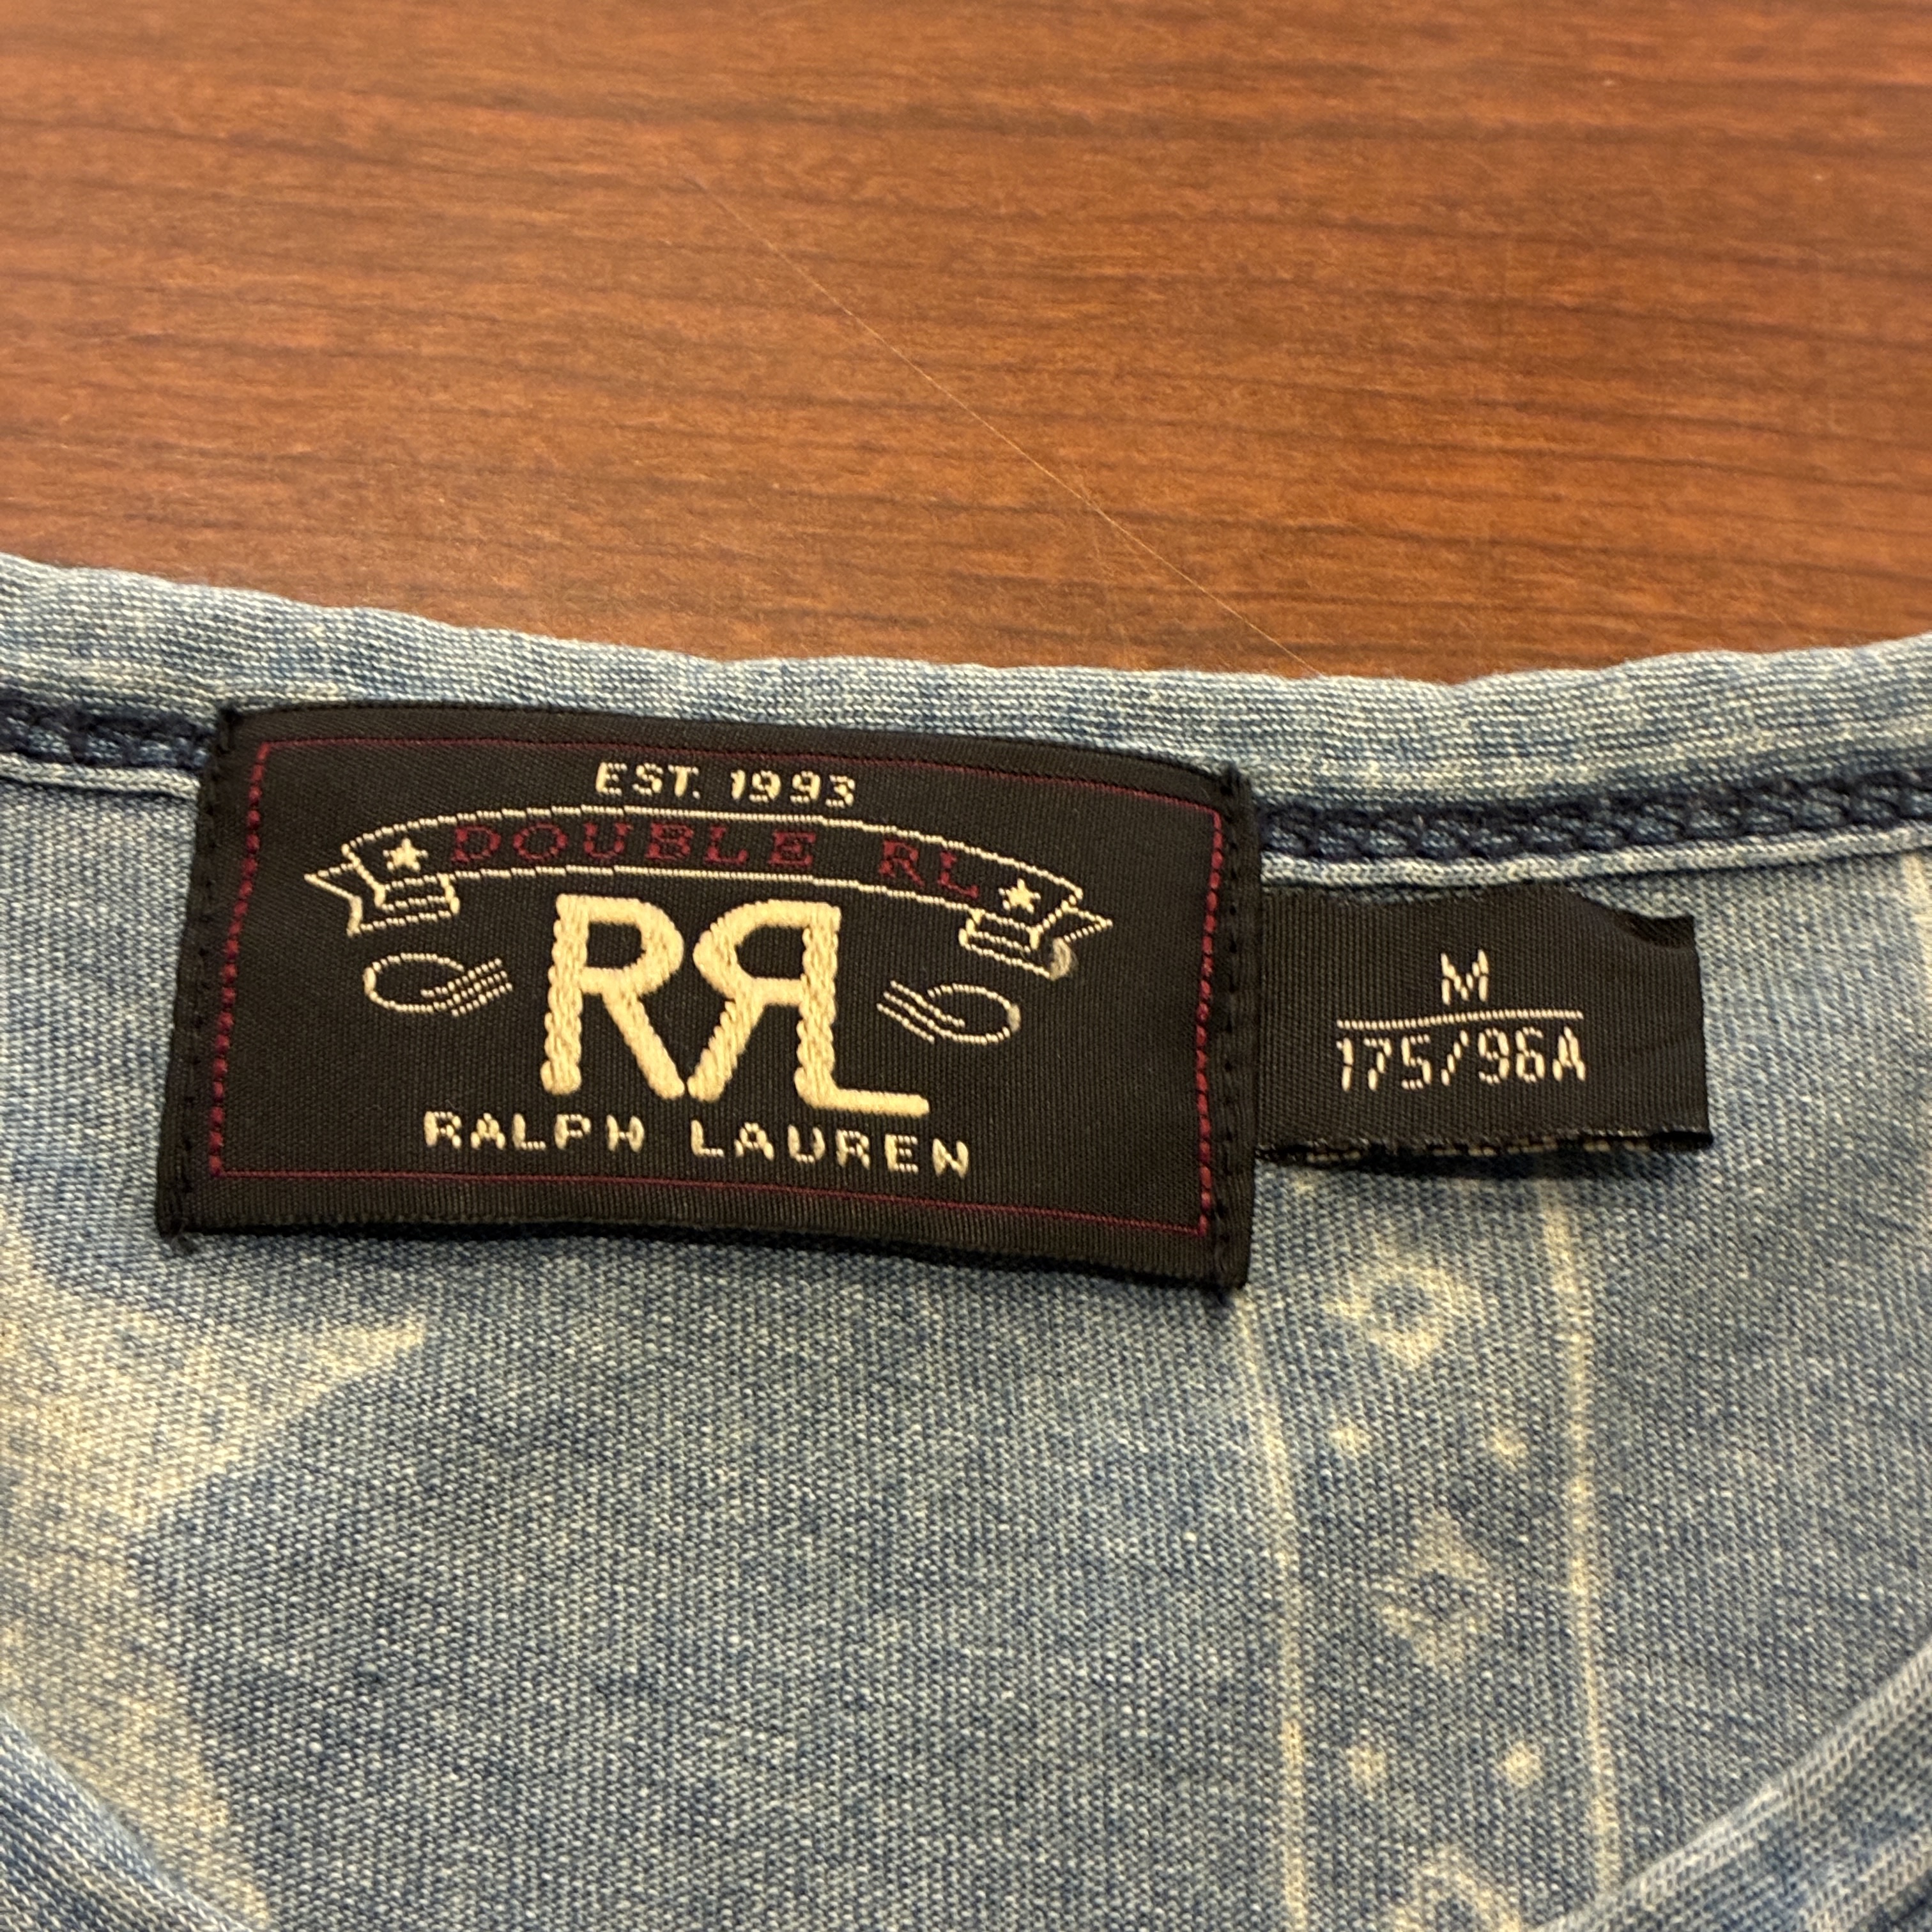 EST. 1993
DOUBLE RL
RRL
RALPH LAUREN
M
175/96A